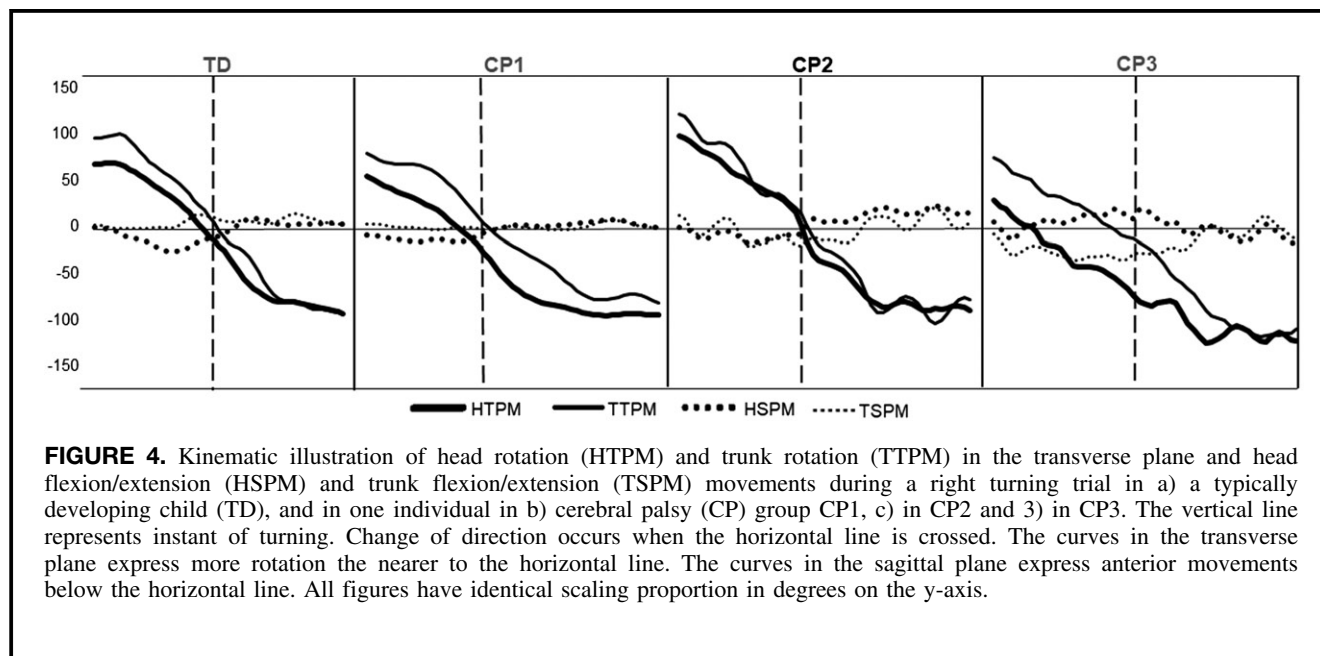 TD CP1 CP2 CP3
150
100
50
0
-50
-100
-150
HTPM TTPM HSPM TSPM
FIGURE 4. Kinematic illustration of head rotation (HTPM) and trunk rotation (TTPM) in the transverse plane and head
flexion/extension (HSPM) and trunk flexion/extension (TSPM) movements during a right turning trial in a) a typically
developing child (TD), and in one individual in b) cerebral palsy (CP) group CP1, c) in CP2 and 3) in CP3. The vertical line
represents instant of turning. Change of direction occurs when the horizontal line is crossed. The curves in the transverse
plane express more rotation the nearer to the horizontal line. The curves in the sagittal plane express anterior movements
below the horizontal line. All figures have identical scaling proportion in degrees on the y-axis.